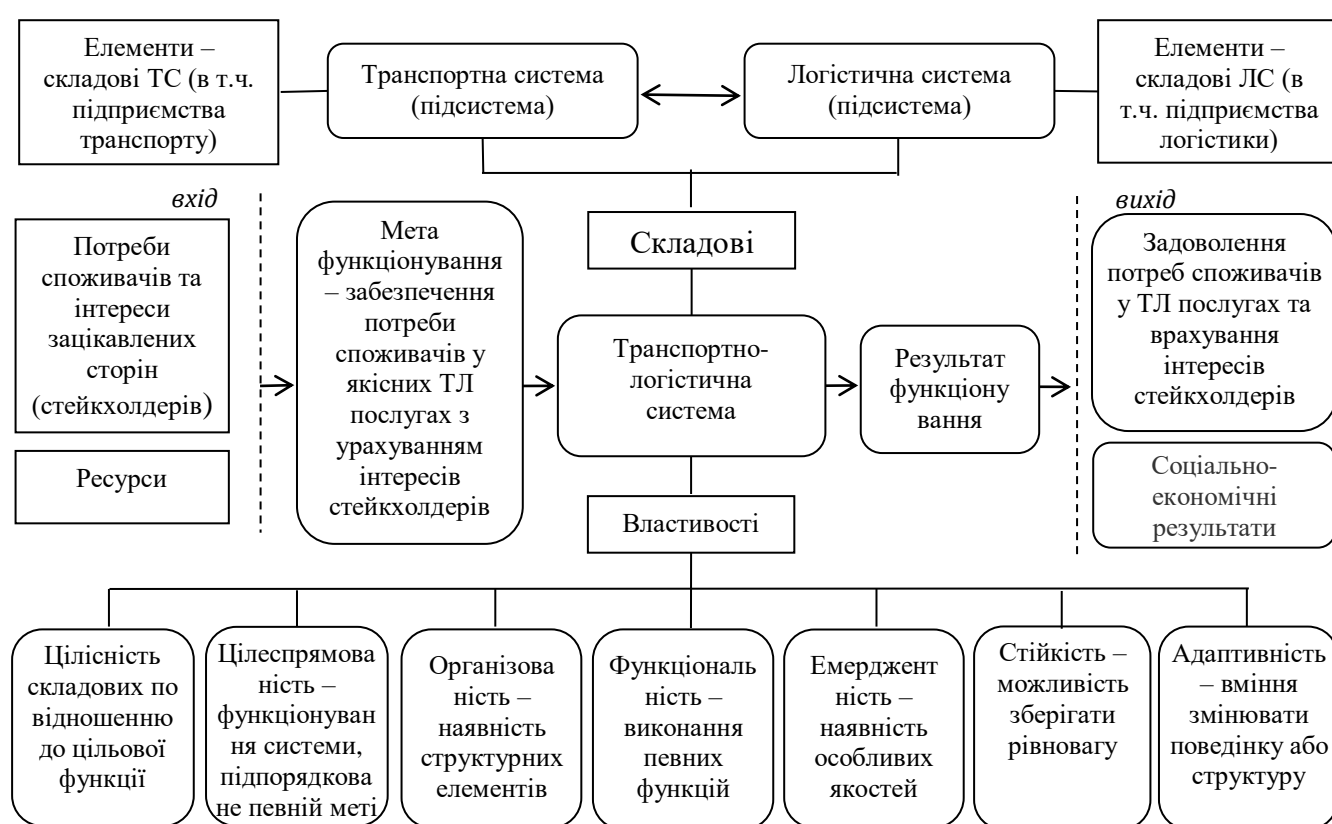 Елементи –
складові ТС (в т.ч.
підприємства
транспорту)
Транспортна система
(підсистема)
Логістична система
(підсистема)
Елементи –
складові ЛС (в
т.ч. підприємства
логістики)
вхід
вихід
Потреби
споживачів та
інтереси
зацікавлених
сторін
(стейкхолдерів)
Ресурси
Мета
функціонування
– забезпечення
потреби
споживачів у
якісних ТЛ
послугах з
урахуванням
інтересів
стейкхолдерів
Складові
Транспортно-
логістична
система
Результат
функціону
вання
Задоволення
потреб споживачів
у ТЛ послугах та
врахування
інтересів
стейкхолдерів
Соціально-
економічні
результати
Властивості
Цілісність
складових по
відношенню
до цільової
функції
Цілеспрямова
ність –
функціонуван
ня системи,
підпорядкова
не певній меті
Організова
ність –
наявність
структурних
елементів
Функціональ
ність –
виконання
певних
функцій
Емерджент
ність –
наявність
особливих
якостей
Стійкість –
можливість
зберігати
рівновагу
Адаптивність
– вміння
змінювати
поведінку або
структуру